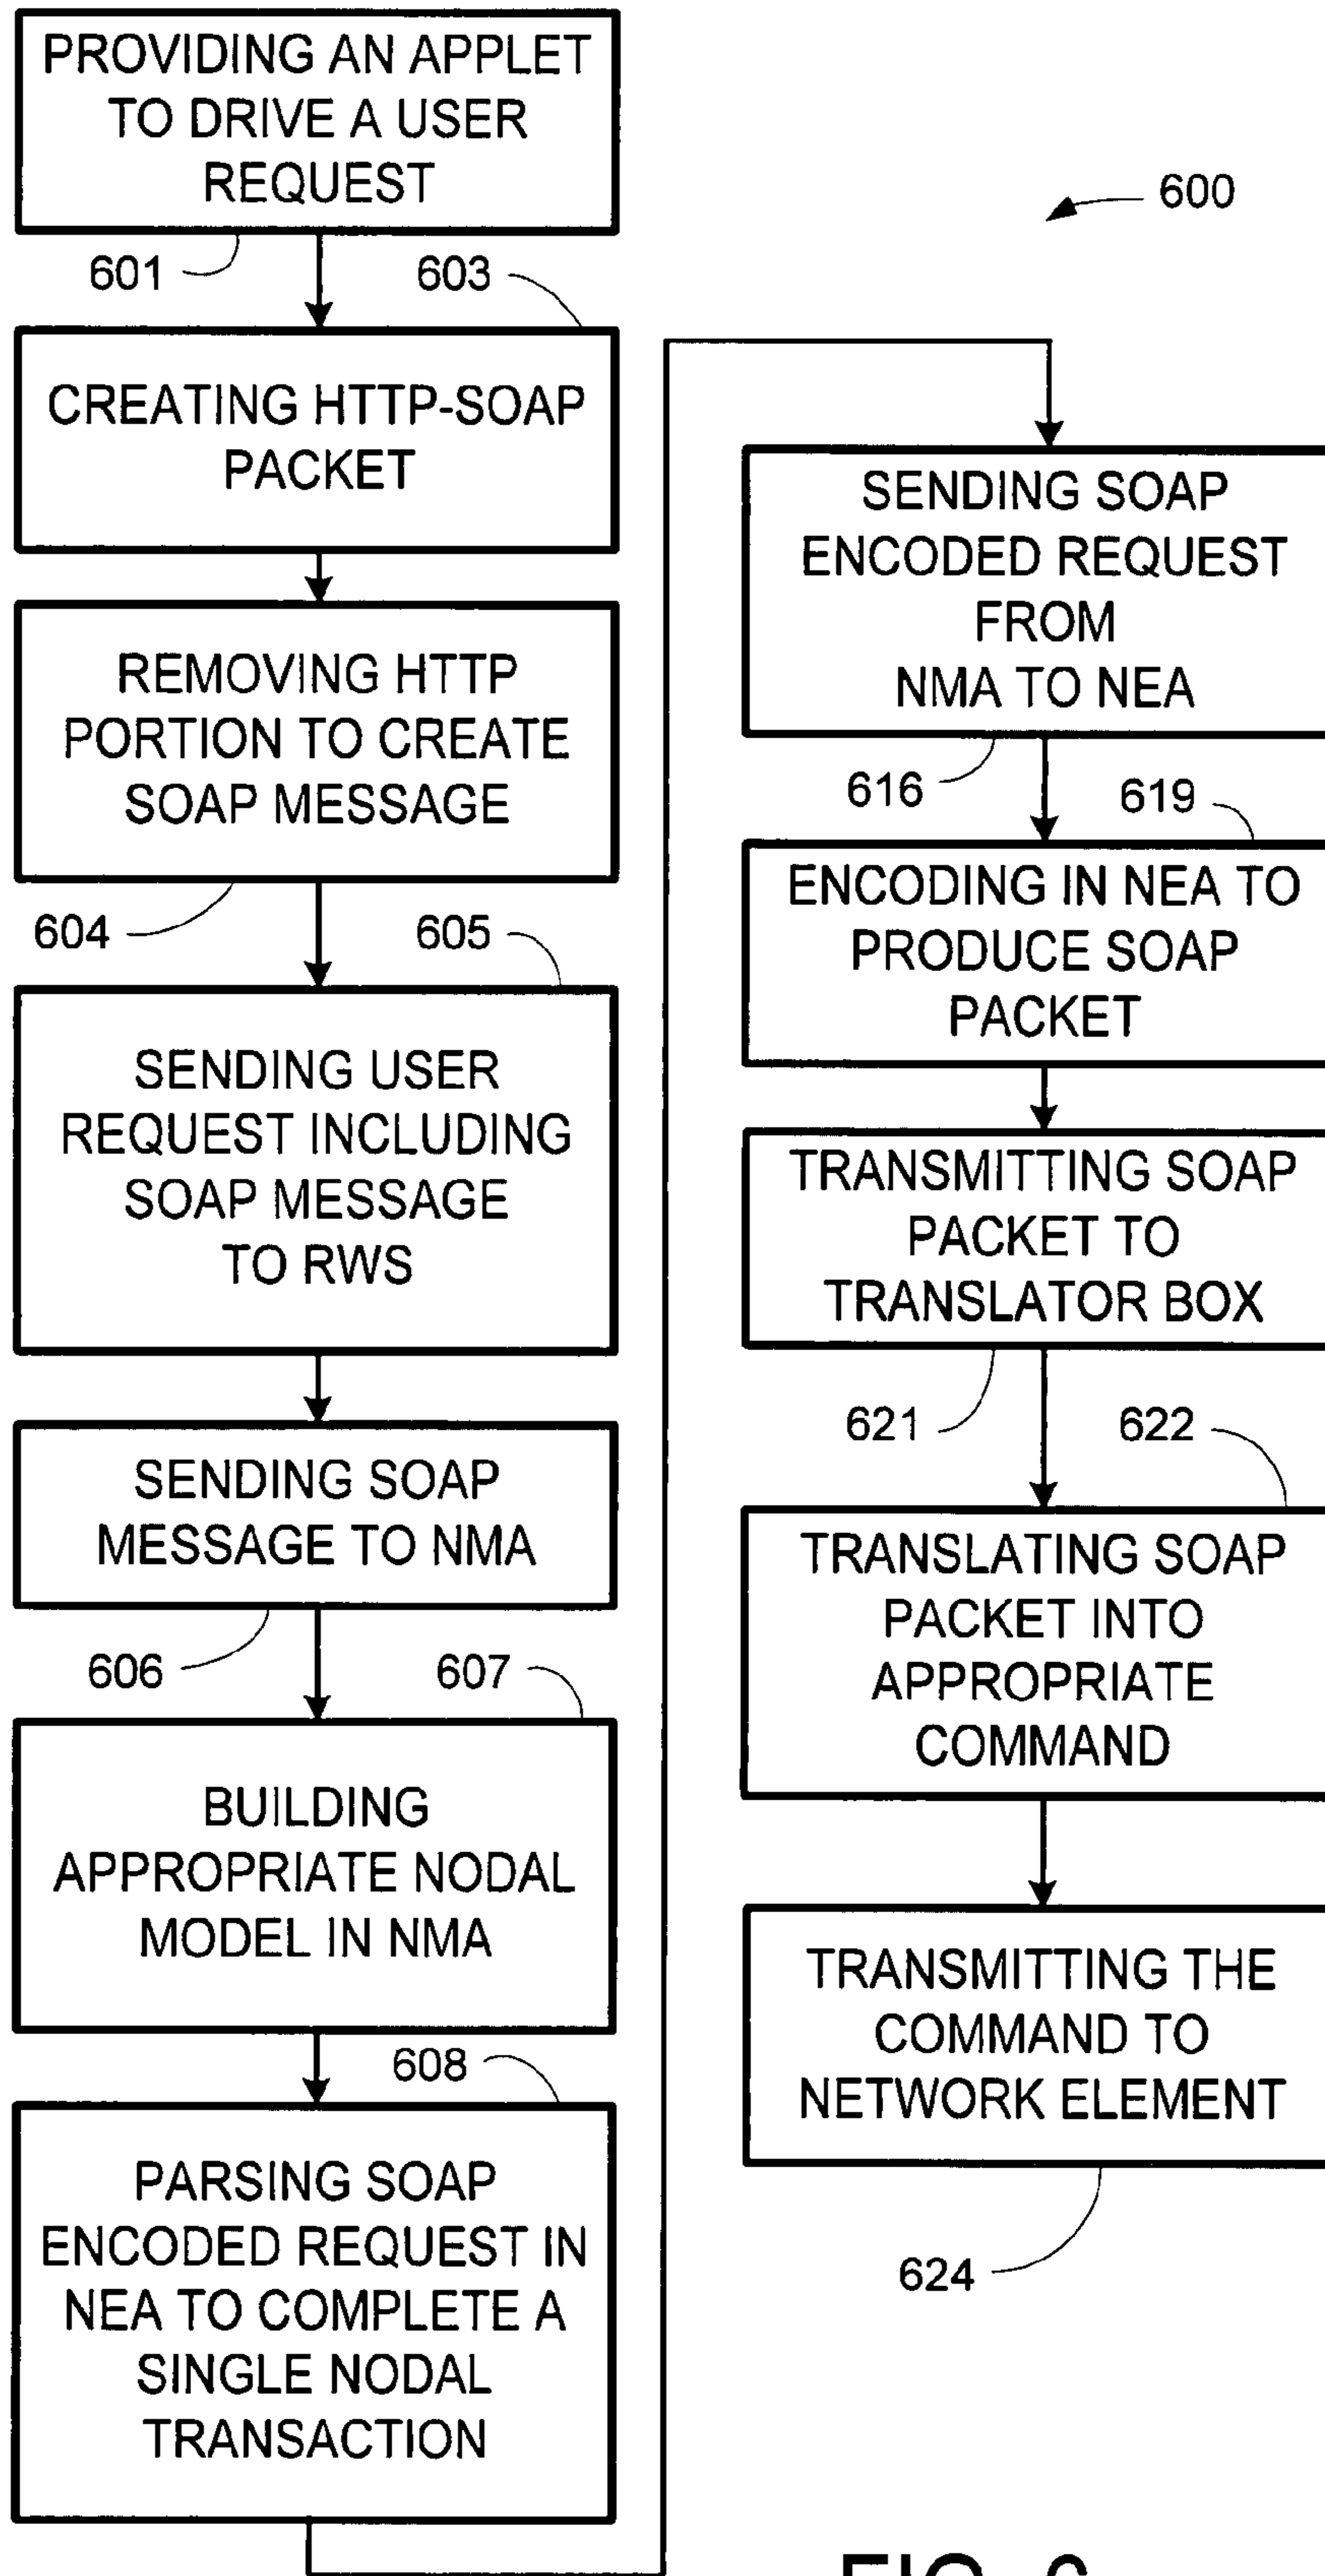 PROVIDING AN APPLET
TO DRIVE A USER
REQUEST
601
603
CREATING HTTP-SOAP
PACKET
REMOVING HTTP
PORTION TO CREATE
SOAP MESSAGE
604
605
SENDING USER
REQUEST INCLUDING
SOAP MESSAGE
TO RWS
SENDING SOAP
MESSAGE TO NMA
606
607
BUILDING
APPROPRIATE NODAL
MODEL IN NMA
608
PARSING SOAP
ENCODED REQUEST IN
NEA TO COMPLETE A
SINGLE NODAL
TRANSACTION
600
SENDING SOAP
ENCODED REQUEST
FROM
NMA TO NEA
616
619
ENCODING IN NEA TO
PRODUCE SOAP
PACKET
TRANSMITTING SOAP
PACKET TO
TRANSLATOR BOX
621
622
TRANSLATING SOAP
PACKET INTO
APPROPRIATE
COMMAND
TRANSMITTING THE
COMMAND TO
NETWORK ELEMENT
624
FIG. 6